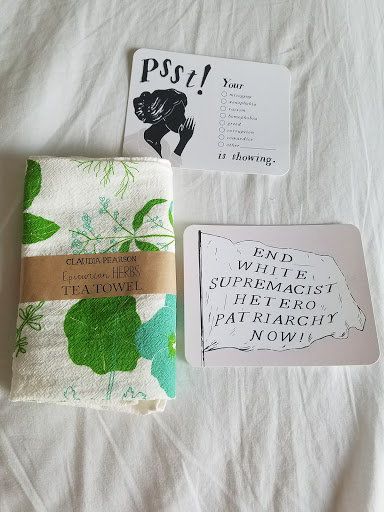 psst!
Your
misogyny
xenophobia
racism
homophobia
greed
corruption
cowardice
other
is showing.
CLAUDIA PEARSON
Epicurean HERBS
TEA TOWEL
END
WHITE
SUPREMACIST
HETERO
PATRIARCHY
NOW!!